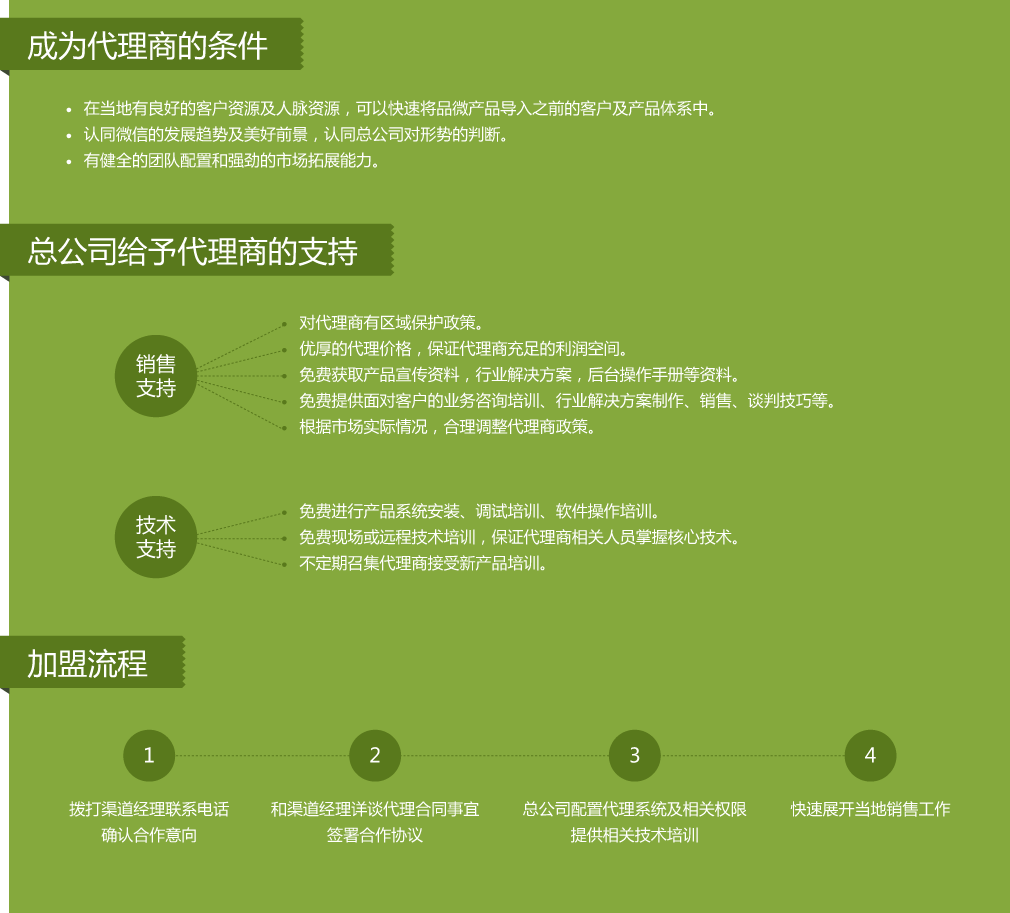 成为代理商的条件
在当地有良好的客户资源及人脉资源，可以快速将品微产品导入之前的客户及产品体系中。
认同微信的发展趋势及美好前景，认同总公司对形势的判断。
有健全的团队配置和强劲的市场拓展能力。
总公司给予代理商的支持
销售
支持
对代理商有区域保护政策。
优厚的代理价格，保证代理商充足的利润空间。
免费获取产品宣传资料，行业解决方案，后台操作手册等资料。
免费提供面对客户的业务咨询培训、行业解决方案制作、销售、谈判技巧等。
根据市场实际情况，合理调整代理商政策。
技术
支持
免费进行产品系统安装、调试培训、软件操作培训。
免费现场或远程技术培训，保证代理商相关人员掌握核心技术。
不定期召集代理商接受新产品培训。
加盟流程
1
2
3
4
拨打渠道经理联系电话
确认合作意向
和渠道经理详谈代理合同事宜
签署合作协议
总公司配置代理系统及相关权限
提供相关技术培训
快速展开当地销售工作